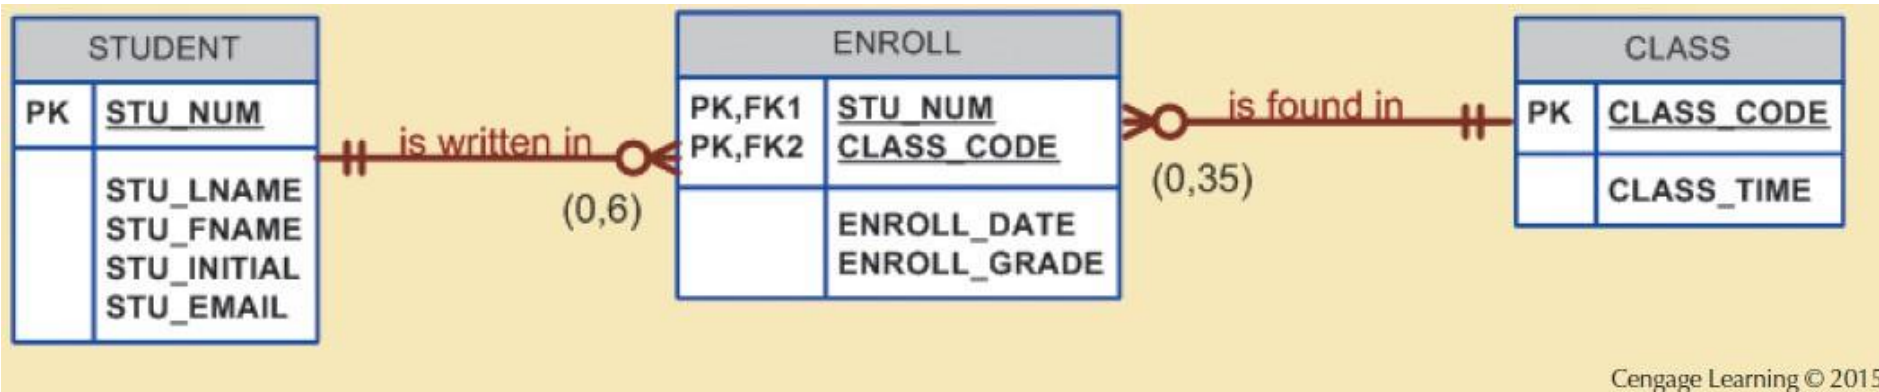 STUDENT
PK STU_NUM
STU_LNAME
STU_FNAME
STU_INITIAL
STU_EMAIL
is written in
(0,6)
ENROLL
PK,FK1 STU_NUM
PK,FK2 CLASS_CODE
ENROLL_DATE
ENROLL_GRADE
is found in
(0,35)
CLASS
PK CLASS_CODE
CLASS_TIME
Cengage Learning © 2015